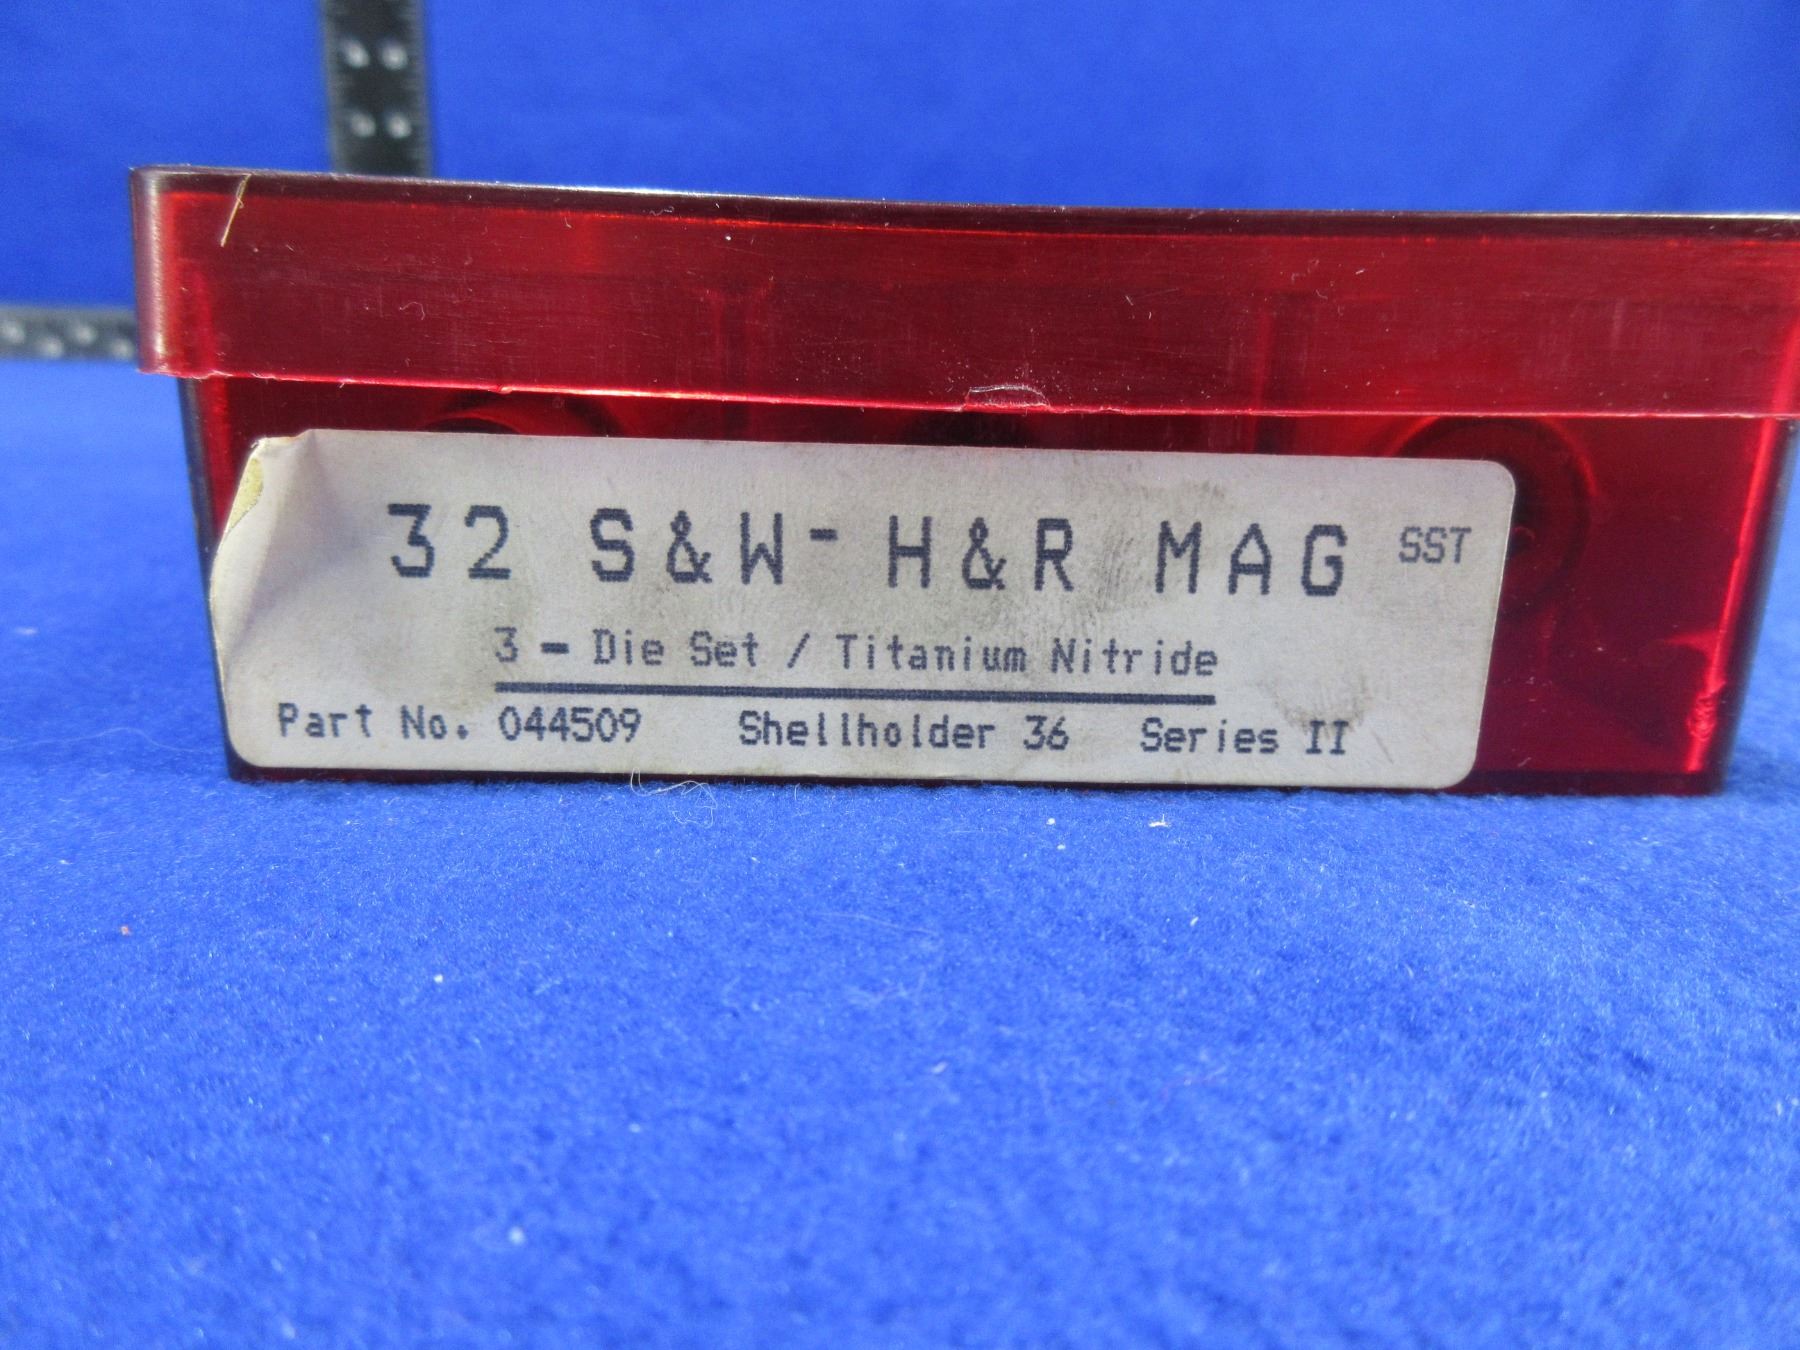 32 S&W- H&R MAG SST
3 - Die Set / Titanium Nitride
Part No. 044509 Shellholder 36 Series II